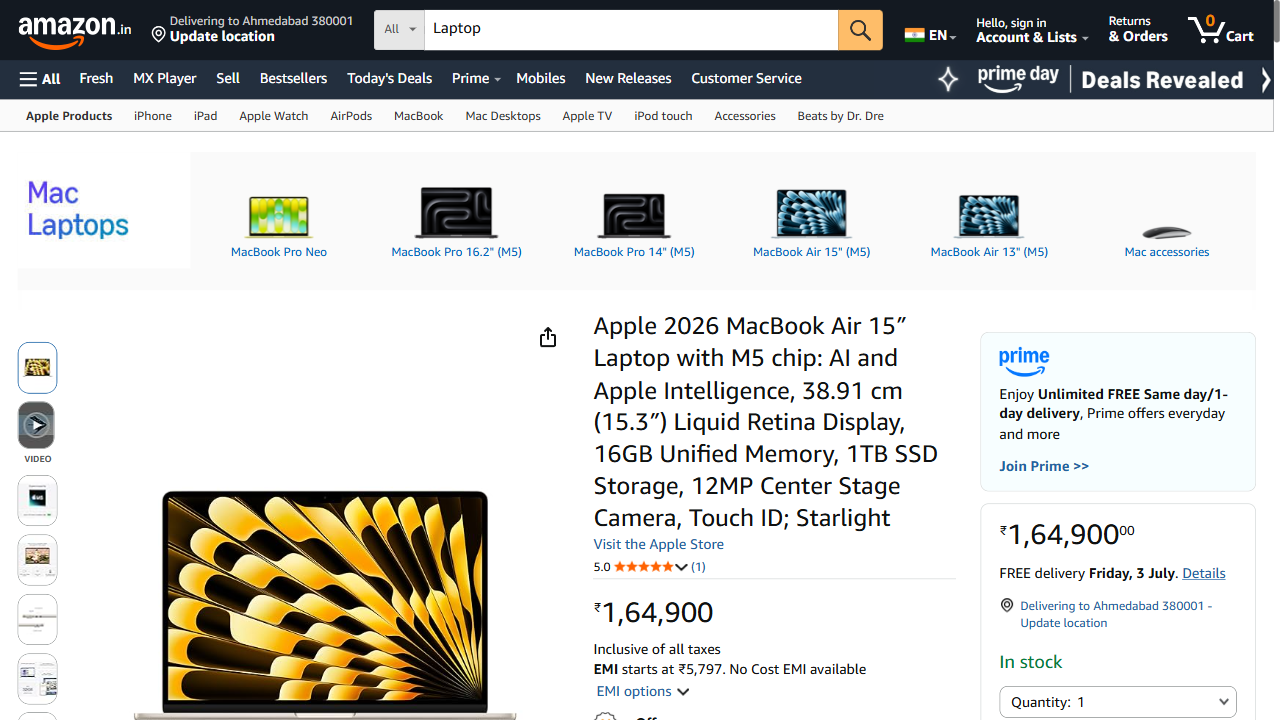 amazon.in
Delivering to Ahmedabad 380001
Update location
All
Laptop
EN
Hello, sign in
Account & Lists
Returns
& Orders
0
Cart
All
Fresh
MX Player
Sell
Bestsellers
Today's Deals
Prime
Mobiles
New Releases
Customer Service
prime day
Deals Revealed
Apple Products
iPhone
iPad
Apple Watch
AirPods
MacBook
Mac Desktops
Apple TV
iPod touch
Accessories
Beats by Dr. Dre
Mac
Laptops
MacBook Pro Neo
MacBook Pro 16.2" (M5)
MacBook Pro 14" (M5)
MacBook Air 15" (M5)
MacBook Air 13" (M5)
Mac accessories
VIDEO
Apple 2026 MacBook Air 15″
Laptop with M5 chip: AI and
Apple Intelligence, 38.91 cm
(15.3″) Liquid Retina Display,
16GB Unified Memory, 1TB SSD
Storage, 12MP Center Stage
Camera, Touch ID; Starlight
Visit the Apple Store
5.0
(1)
₹1,64,900
Inclusive of all taxes
EMI starts at ₹5,797. No Cost EMI available
EMI options
prime
Enjoy Unlimited FREE Same day/1-
day delivery, Prime offers everyday
and more
Join Prime >>
₹1,64,90000
FREE delivery Friday, 3 July. Details
Delivering to Ahmedabad 380001 -
Update location
In stock
Quantity: 1